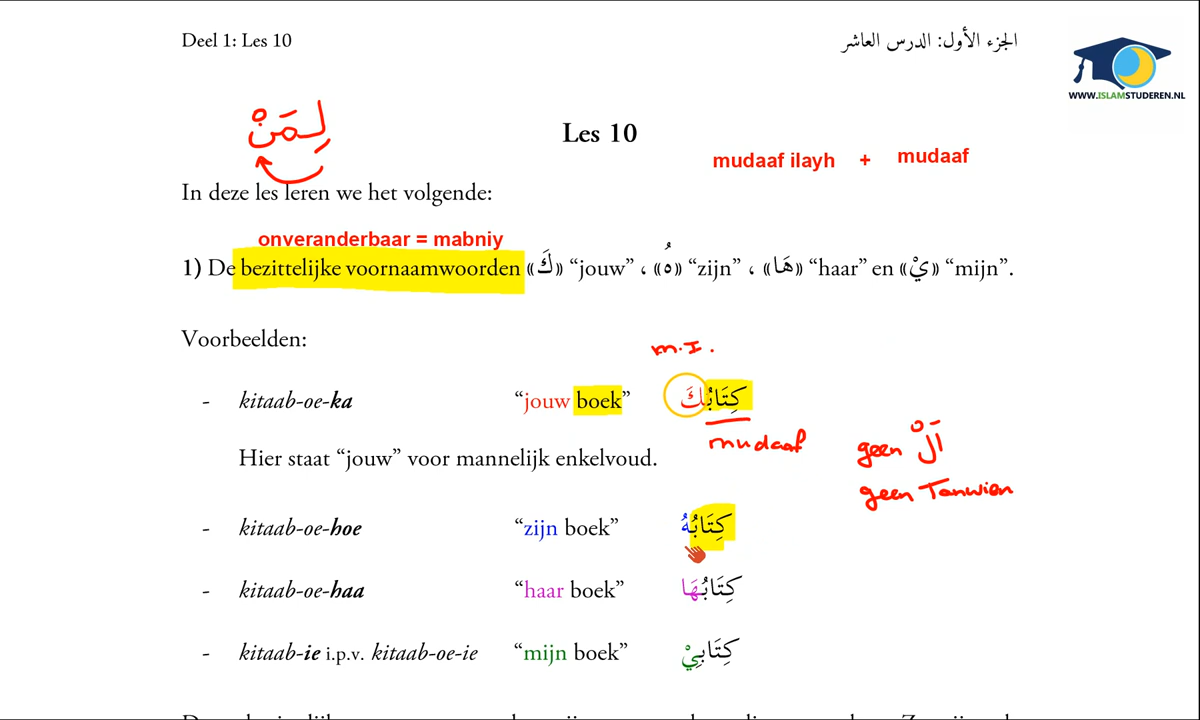 Deel 1: Les 10 الجزء الأول: الدرس العاشر
WWW.ISLAMSTUDEREN.NL
لِمَنْ
Les 10
mudaaf ilayh + mudaaf
In deze les leren we het volgende:
onveranderbaar = mabniy
1) De bezittelijke voornaamwoorden «كَ» “jouw” ، «ـهُ» “zijn” ، «هَا» “haar” en «يْ» “mijn”.
Voorbeelden:
m.I.
- kitaab-oe-ka “jouw boek” كِتَابُكَ
mudaaf
geen اَلْ
Hier staat “jouw” voor mannelijk enkelvoud.
geen Tanwien
- kitaab-oe-hoe “zijn boek” كِتَابُهُ
- kitaab-oe-haa “haar boek” كِتَابُهَا
- kitaab-ie i.p.v. kitaab-oe-ie “mijn boek” كِتَابِيْ